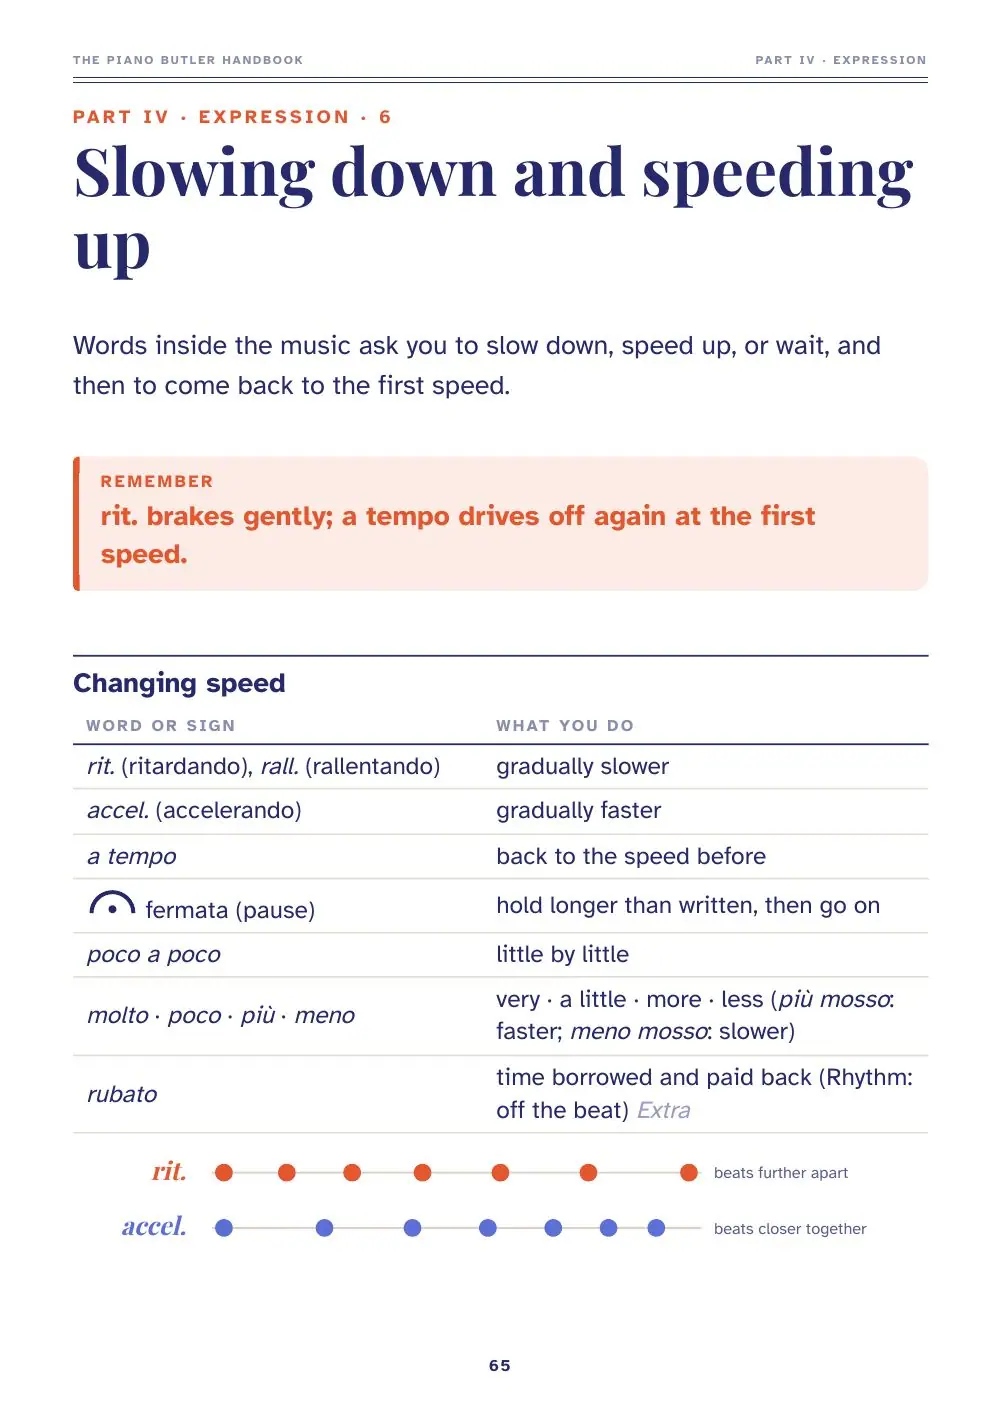 THE PIANO BUTLER HANDBOOK
PART IV · EXPRESSION
PART IV · EXPRESSION · 6
Slowing down and speeding
up
Words inside the music ask you to slow down, speed up, or wait, and
then to come back to the first speed.
REMEMBER
rit. brakes gently; a tempo drives off again at the first
speed.
Changing speed
WORD OR SIGN
WHAT YOU DO
rit. (ritardando), rall. (rallentando)
gradually slower
accel. (accelerando)
gradually faster
a tempo
back to the speed before
fermata (pause)
hold longer than written, then go on
poco a poco
little by little
molto · poco · più · meno
very · a little · more · less (più mosso:
faster; meno mosso: slower)
rubato
time borrowed and paid back (Rhythm:
off the beat) Extra
rit.
beats further apart
accel.
beats closer together
65